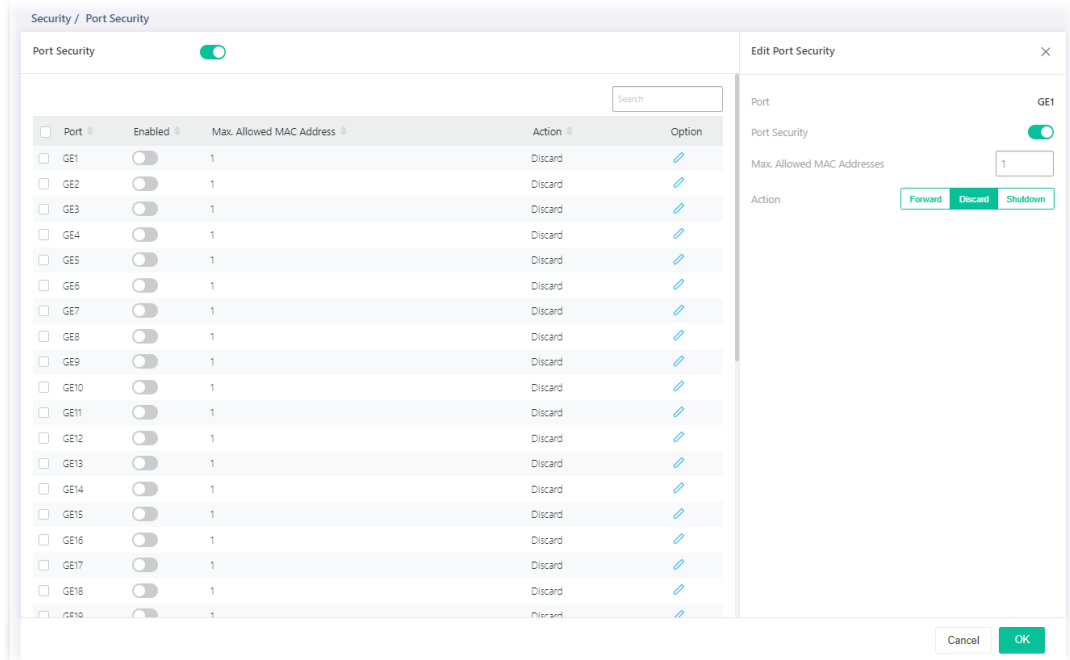 Security / Port Security
Port Security
Search
Port Enabled Max. Allowed MAC Address Action Option
GE1 1 Discard
GE2 1 Discard
GE3 1 Discard
GE4 1 Discard
GE5 1 Discard
GE6 1 Discard
GE7 1 Discard
GE8 1 Discard
GE9 1 Discard
GE10 1 Discard
GE11 1 Discard
GE12 1 Discard
GE13 1 Discard
GE14 1 Discard
GE15 1 Discard
GE16 1 Discard
GE17 1 Discard
GE18 1 Discard
GE19 1 Discard
Edit Port Security
Port GE1
Port Security
Max. Allowed MAC Addresses 1
Action Forward Discard Shutdown
Cancel OK